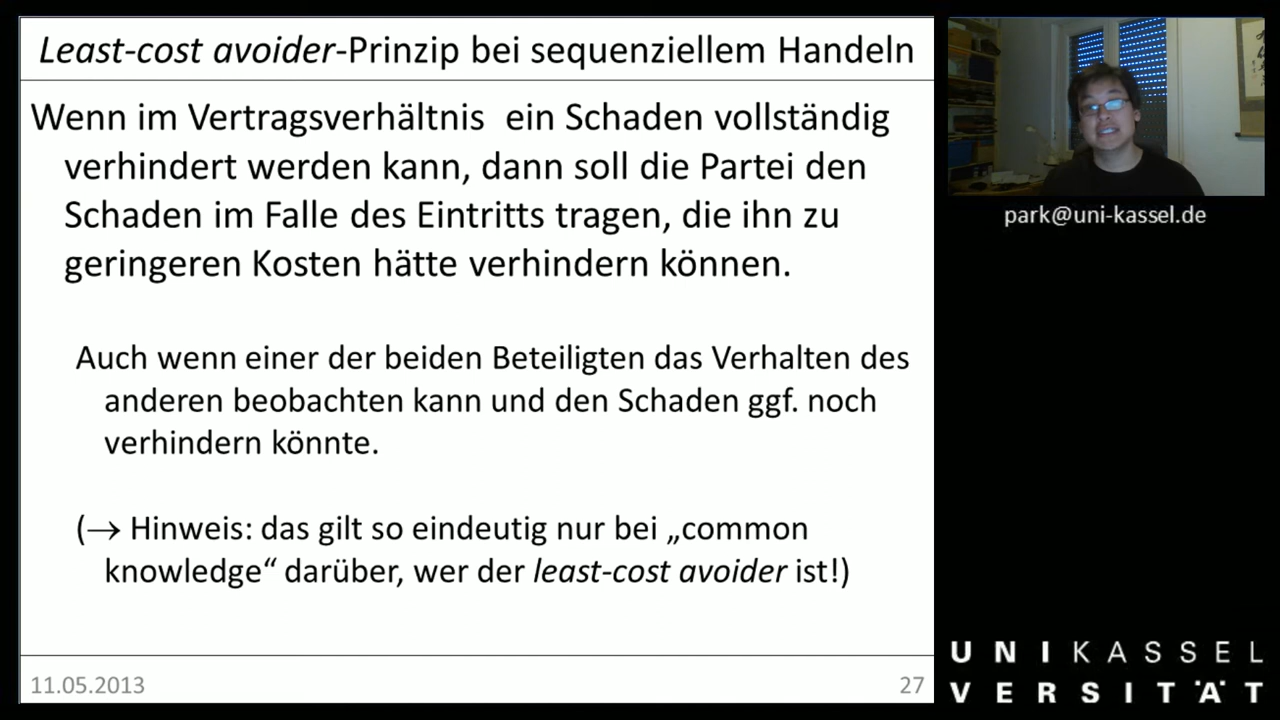 Least-cost avoider-Prinzip bei sequenziellem Handeln
Wenn im Vertragsverhältnis ein Schaden vollständig
verhindert werden kann, dann soll die Partei den
Schaden im Falle des Eintritts tragen, die ihn zu
geringeren Kosten hätte verhindern können.
Auch wenn einer der beiden Beteiligten das Verhalten des
anderen beobachten kann und den Schaden ggf. noch
verhindern könnte.
(→ Hinweis: das gilt so eindeutig nur bei „common
knowledge“ darüber, wer der least-cost avoider ist!)
11.05.2013
27
park@uni-kassel.de
UNIKASSEL
VERSITÄT